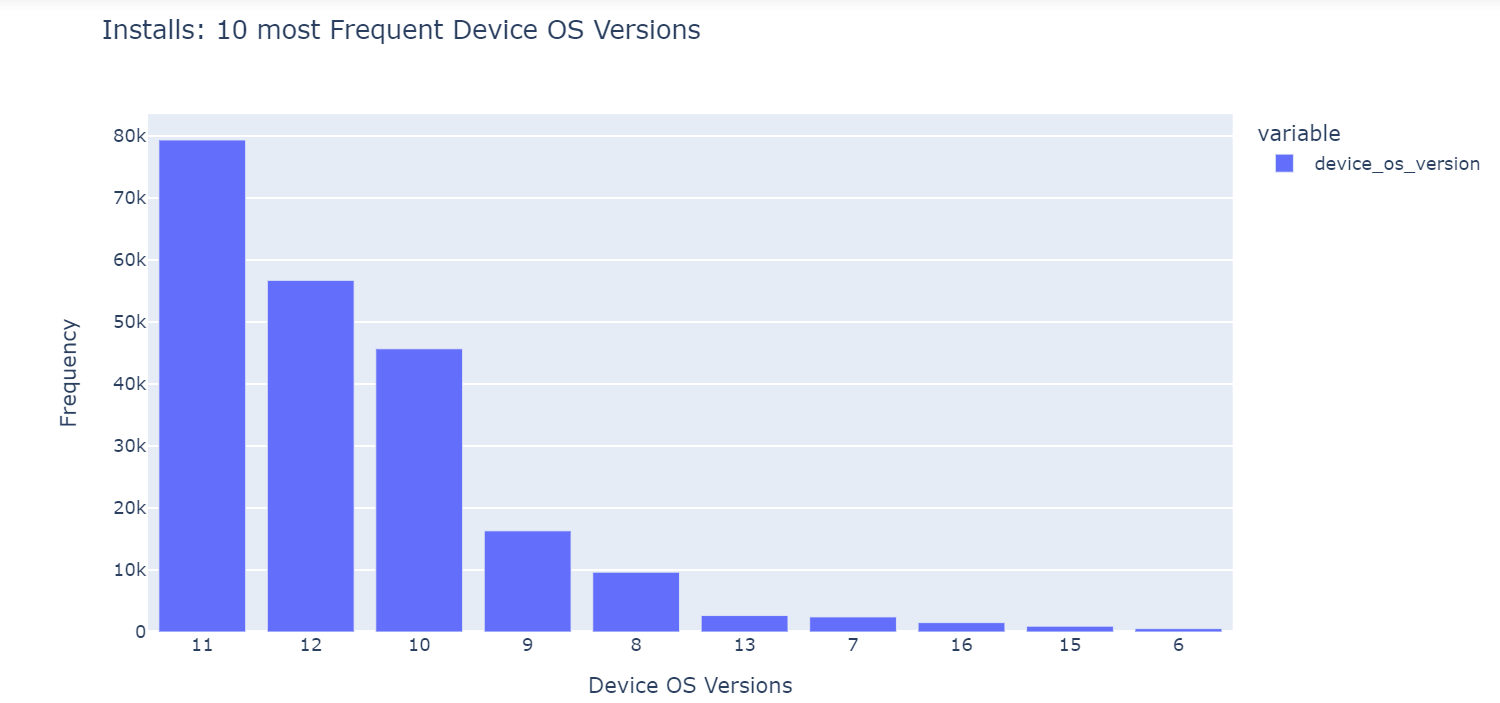 Installs: 10 most Frequent Device OS Versions
variable
device_os_version
80k
70k
60k
50k
40k
30k
20k
10k
0
Frequency
11 12 10 9 8 13 7 16 15 6
Device OS Versions